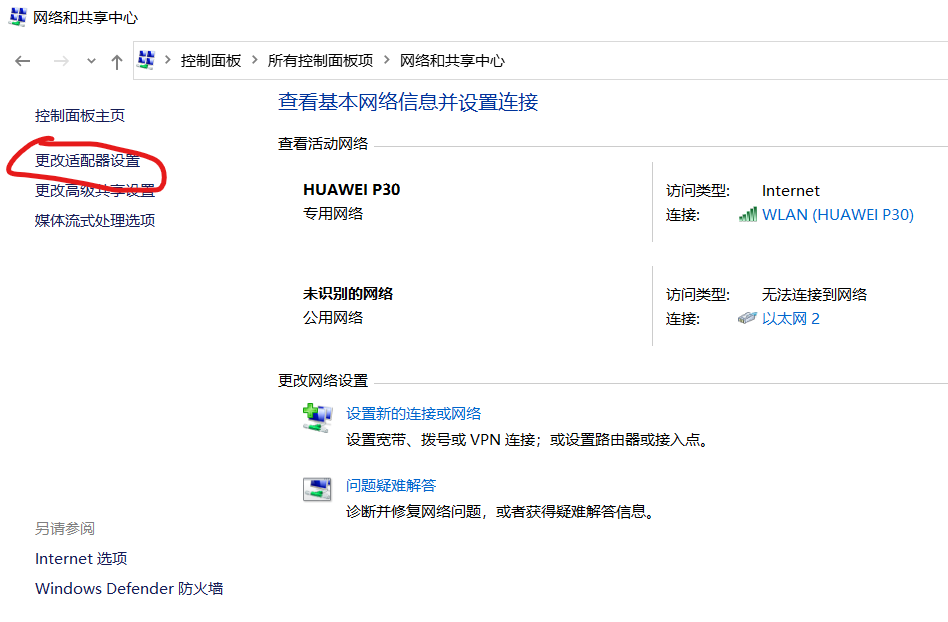 网络和共享中心
控制面板 > 所有控制面板项 > 网络和共享中心
控制面板主页
更改适配器设置
更改高级共享设置
媒体流式处理选项
查看基本网络信息并设置连接
查看活动网络
HUAWEI P30
专用网络
访问类型: Internet
连接: WLAN (HUAWEI P30)
未识别的网络
公用网络
访问类型: 无法连接到网络
连接: 以太网 2
更改网络设置
设置新的连接或网络
设置宽带、拨号或 VPN 连接；或设置路由器或接入点。
问题疑难解答
诊断并修复网络问题，或者获得疑难解答信息。
另请参阅
Internet 选项
Windows Defender 防火墙